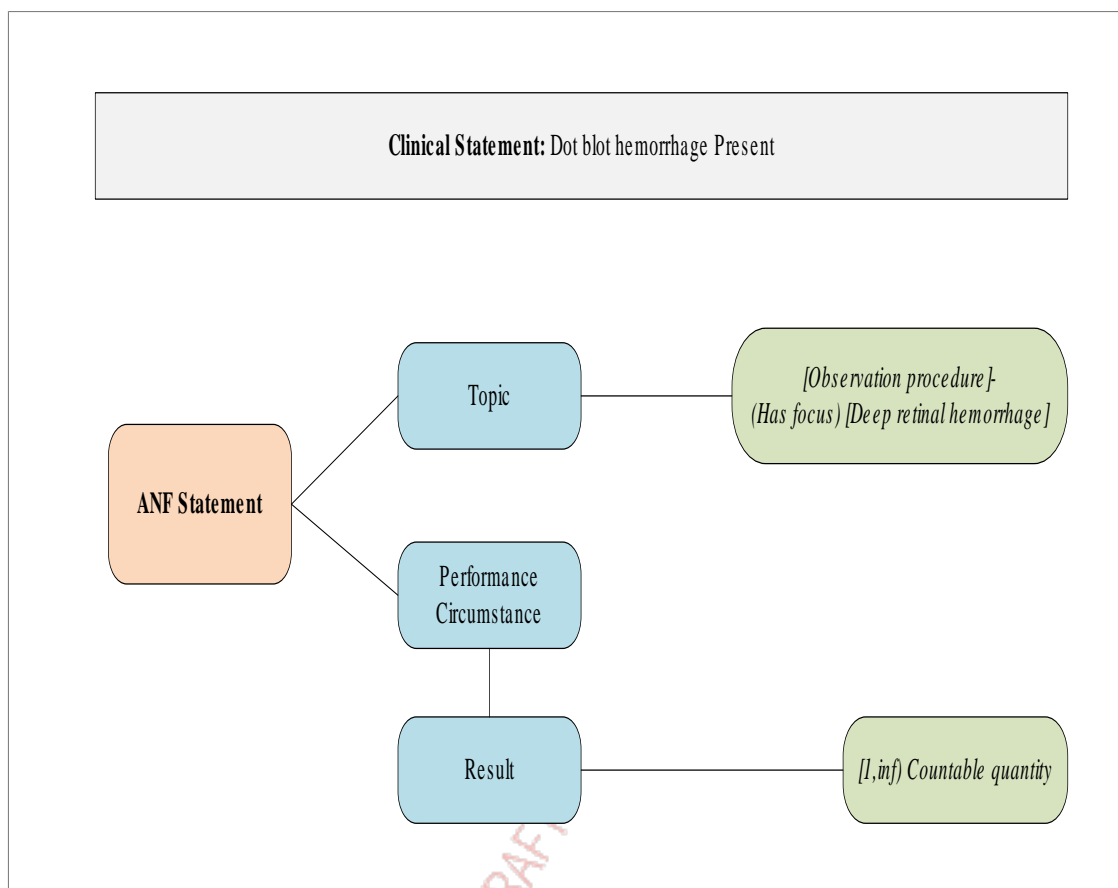 Clinical Statement: Dot blot hemorrhage Present
Topic
[Observation procedure]-
(Has focus) [Deep retinal hemorrhage]
ANF Statement
Performance
Circumstance
Result
[1,inf) Countable quantity
RAFT